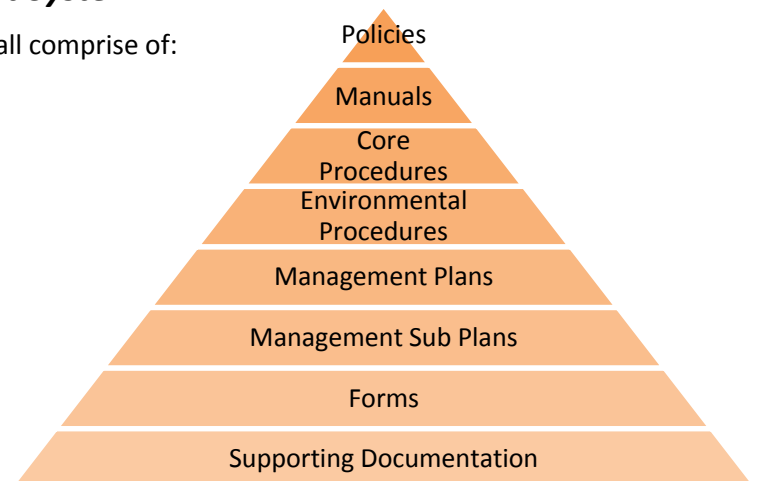 all comprise of:
Policies
Manuals
Core
Procedures
Environmental
Procedures
Management Plans
Management Sub Plans
Forms
Supporting Documentation